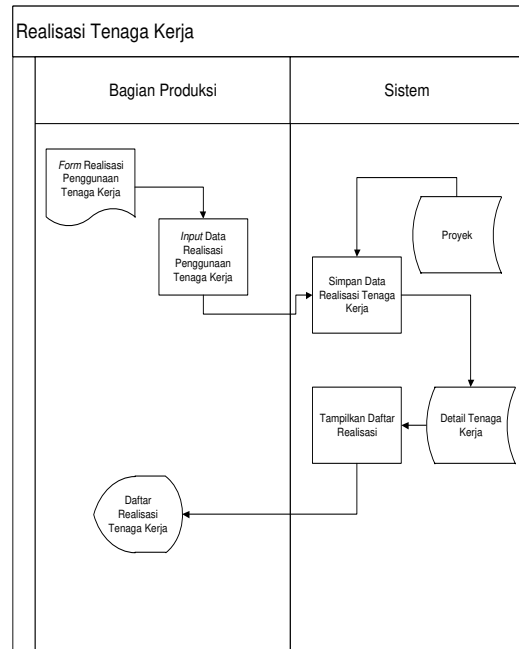 Realisasi Tenaga Kerja
Bagian Produksi
Sistem
Form Realisasi
Penggunaan
Tenaga Kerja
Input Data
Realisasi
Penggunaan
Tenaga Kerja
Proyek
Simpan Data
Realisasi Tenaga
Kerja
Tampilkan Daftar
Realisasi
Detail Tenaga
Kerja
Daftar
Realisasi
Tenaga Kerja